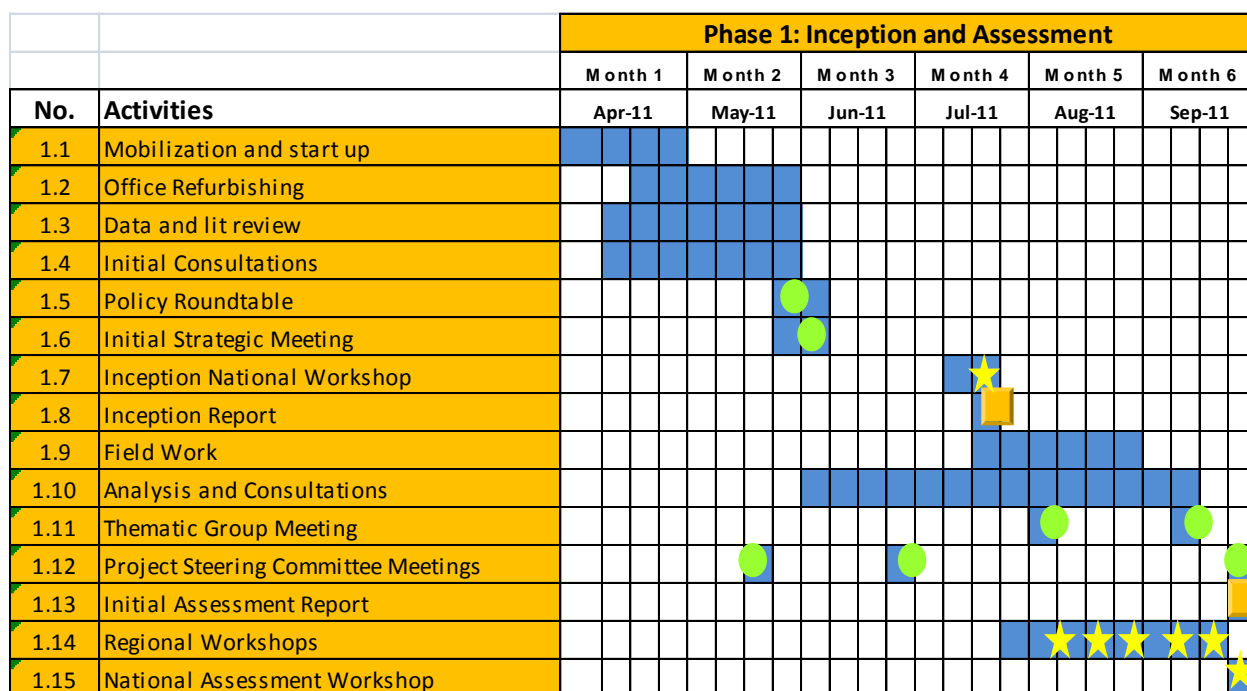 Phase 1: Inception and Assessment
Month 1 Month 2 Month 3 Month 4 Month 5 Month 6
No. Activities Apr-11 May-11 Jun-11 Jul-11 Aug-11 Sep-11
1.1 Mobilization and start up
1.2 Office Refurbishing
1.3 Data and lit review
1.4 Initial Consultations
1.5 Policy Roundtable
1.6 Initial Strategic Meeting
1.7 Inception National Workshop
1.8 Inception Report
1.9 Field Work
1.10 Analysis and Consultations
1.11 Thematic Group Meeting
1.12 Project Steering Committee Meetings
1.13 Initial Assessment Report
1.14 Regional Workshops
1.15 National Assessment Workshop